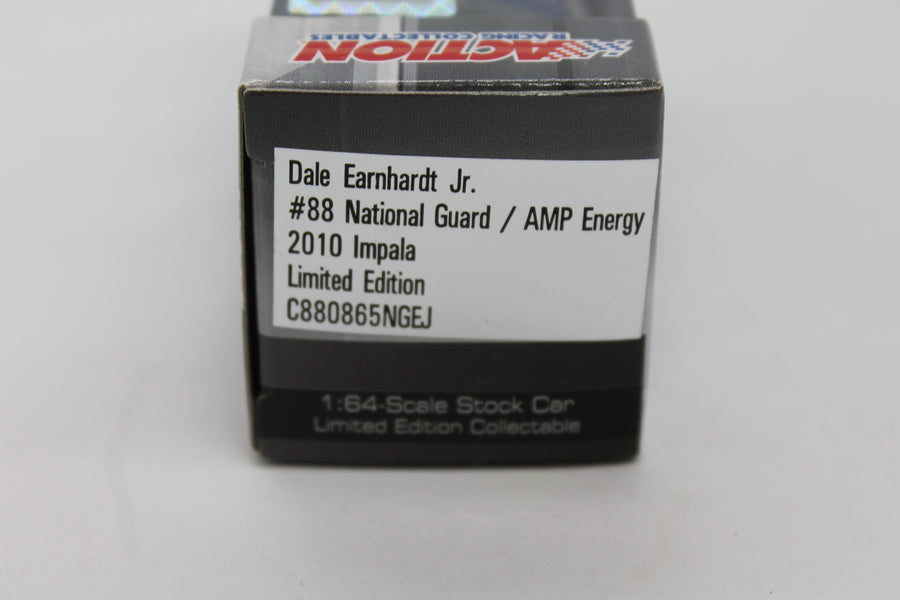 ACTION
RACING COLLECTABLES
Dale Earnhardt Jr.
#88 National Guard / AMP Energy
2010 Impala
Limited Edition
C880865NGEJ
1:64-Scale Stock Car
Limited Edition Collectable